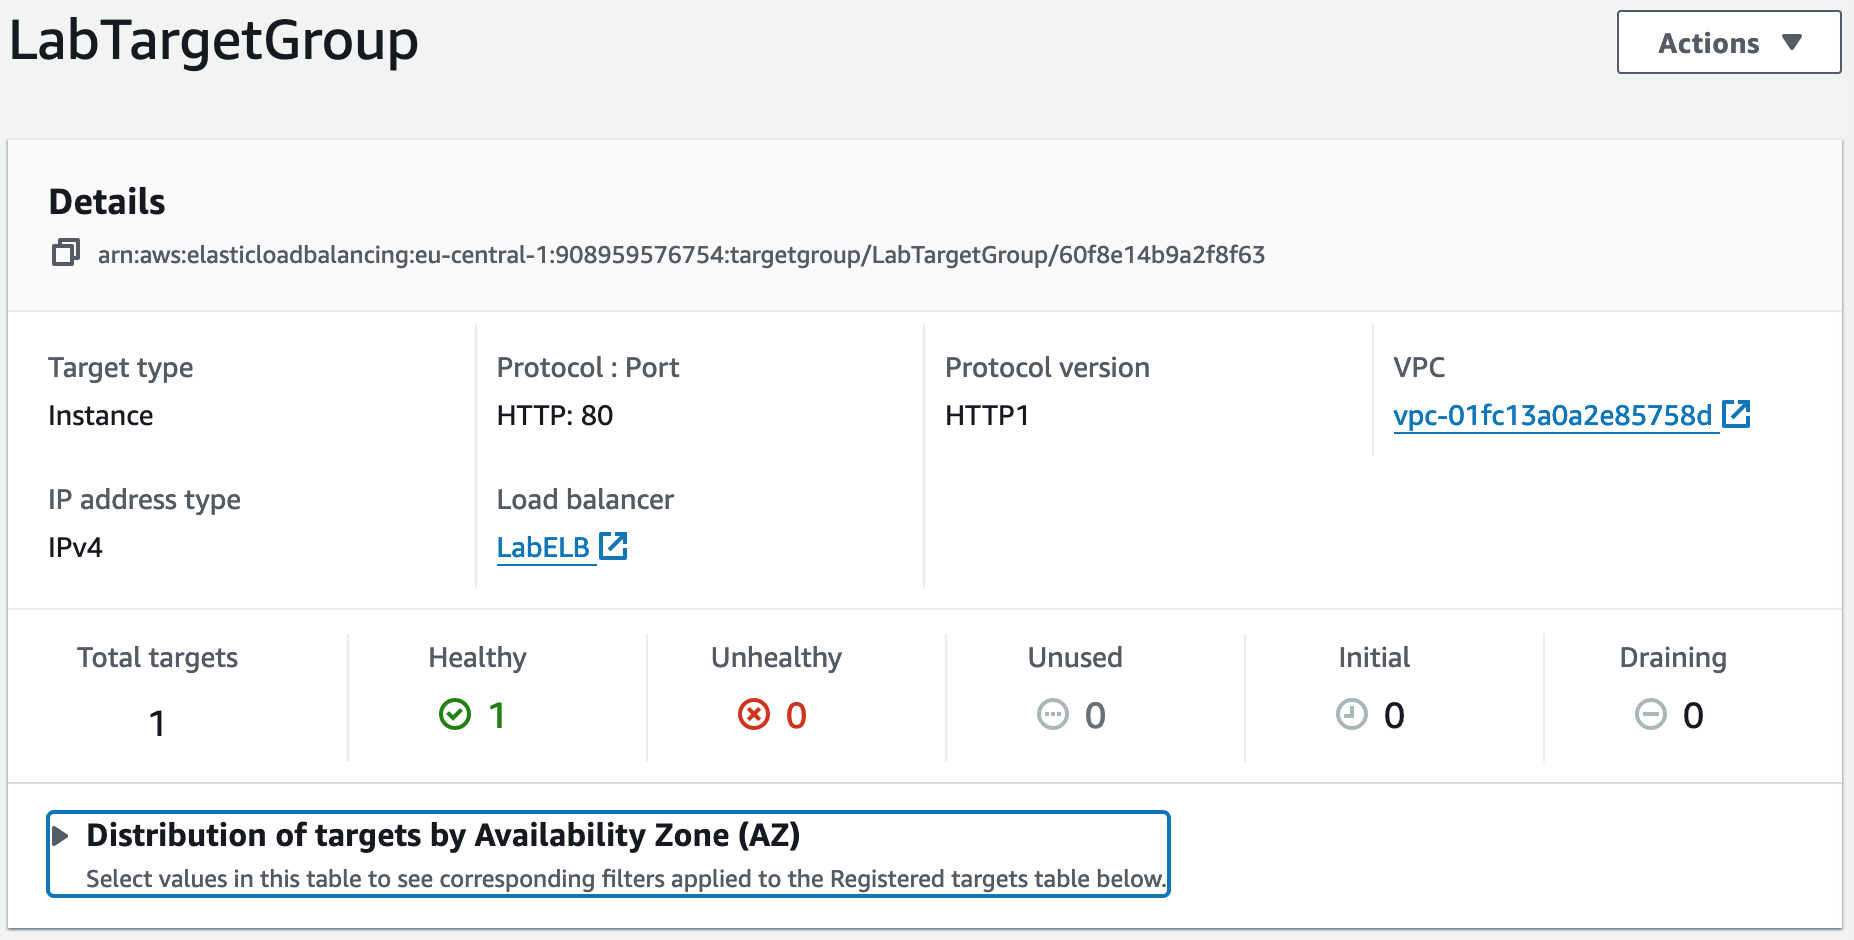 LabTargetGroup
Actions
Details
arn:aws:elasticloadbalancing:eu-central-1:908959576754:targetgroup/LabTargetGroup/60f8e14b9a2f8f63
Target type
Instance
Protocol : Port
HTTP: 80
Protocol version
HTTP1
VPC
vpc-01fc13a0a2e85758d
IP address type
IPv4
Load balancer
LabELB
Total targets
1
Healthy
1
Unhealthy
0
Unused
0
Initial
0
Draining
0
Distribution of targets by Availability Zone (AZ)
Select values in this table to see corresponding filters applied to the Registered targets table below.